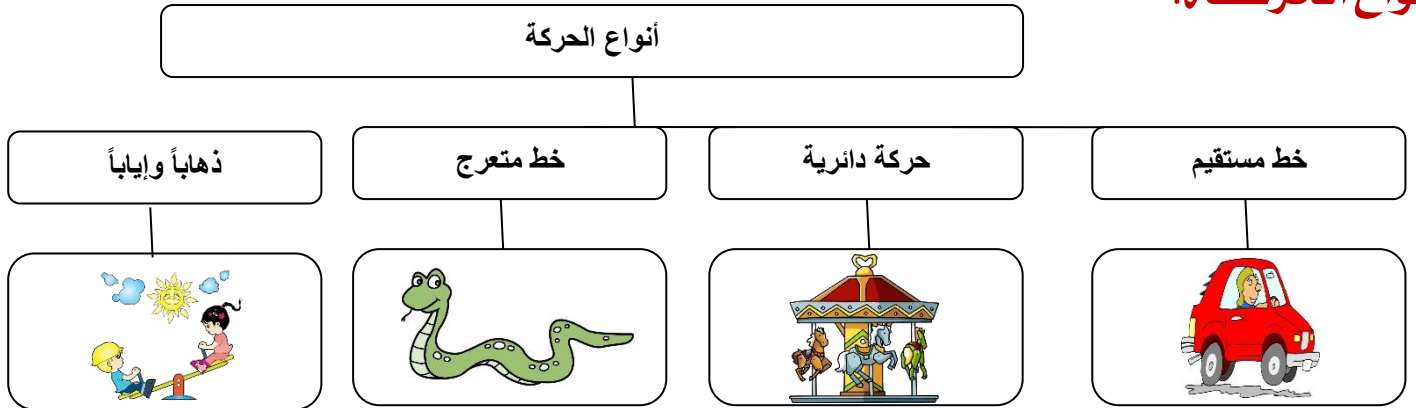 أنواع الحركة
خط مستقيم
حركة دائرية
خط متعرج
ذهاباً وإياباً